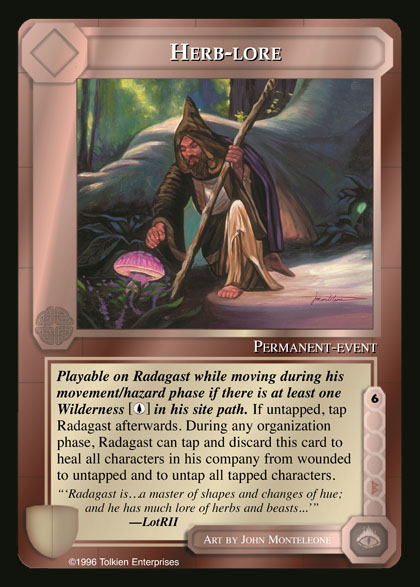 HERB-LORE
PERMANENT-EVENT
Playable on Radagast while moving during his
movement/hazard phase if there is at least one
Wilderness [] in his site path. If untapped, tap
Radagast afterwards. During any organization
phase, Radagast can tap and discard this card to
heal all characters in his company from wounded
to untapped and to untap all tapped characters.
“‘Radagast is…a master of shapes and changes of hue;
and he has much lore of herbs and beasts...’”
—LotRII
6
ART BY JOHN MONTELEONE
©1996 Tolkien Enterprises